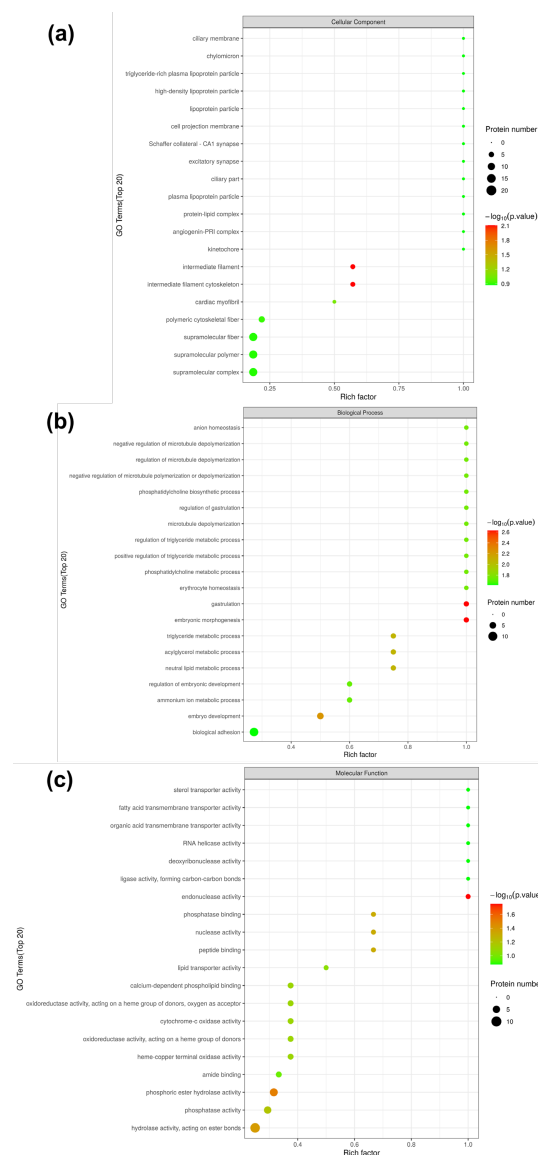 (a)
Cellular Component
ciliary membrane
chylomicron
triglyceride-rich plasma lipoprotein particle
high-density lipoprotein particle
lipoprotein particle
cell projection membrane
Schaffer collateral - CA1 synapse
excitatory synapse
ciliary part
plasma lipoprotein particle
protein-lipid complex
angiogenin-PRI complex
kinetochore
intermediate filament
intermediate filament cytoskeleton
cardiac myofibril
polymeric cytoskeletal fiber
supramolecular fiber
supramolecular polymer
supramolecular complex
GO Terms(Top 20)
0.25 0.50 0.75 1.00
Rich factor
Protein number
0
5
10
15
20
−log10(p.value)
2.1
1.8
1.5
1.2
0.9
(b)
Biological Process
anion homeostasis
negative regulation of microtubule depolymerization
regulation of microtubule depolymerization
negative regulation of microtubule polymerization or depolymerization
phosphatidylcholine biosynthetic process
regulation of gastrulation
microtubule depolymerization
regulation of triglyceride metabolic process
positive regulation of triglyceride metabolic process
phosphatidylcholine metabolic process
erythrocyte homeostasis
gastrulation
embryonic morphogenesis
triglyceride metabolic process
acylglycerol metabolic process
neutral lipid metabolic process
regulation of embryonic development
ammonium ion metabolic process
embryo development
biological adhesion
GO Terms(Top 20)
0.4 0.6 0.8 1.0
Rich factor
−log10(p.value)
2.6
2.4
2.2
2.0
1.8
Protein number
0
5
10
(c)
Molecular Function
sterol transporter activity
fatty acid transmembrane transporter activity
organic acid transmembrane transporter activity
RNA helicase activity
deoxyribonuclease activity
ligase activity, forming carbon-carbon bonds
endonuclease activity
phosphatase binding
nuclease activity
peptide binding
lipid transporter activity
calcium-dependent phospholipid binding
oxidoreductase activity, acting on a heme group of donors, oxygen as acceptor
cytochrome-c oxidase activity
oxidoreductase activity, acting on a heme group of donors
heme-copper terminal oxidase activity
amide binding
phosphoric ester hydrolase activity
phosphatase activity
hydrolase activity, acting on ester bonds
GO Terms(Top 20)
0.4 0.6 0.8 1.0
Rich factor
−log10(p.value
1.6
1.4
1.2
1.0
Protein number
0
5
10